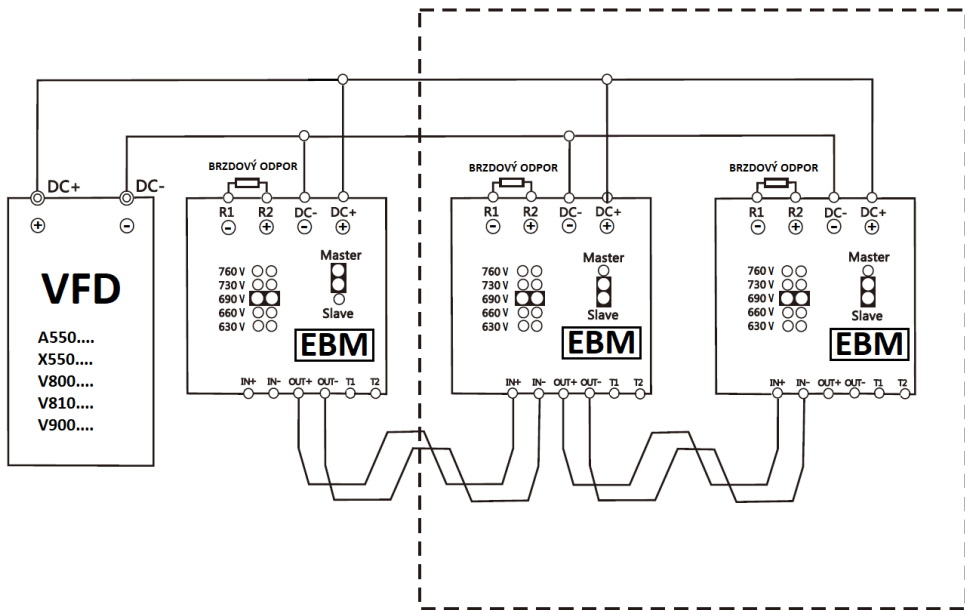 DC+
DC-
VFD
A550....
X550....
V800....
V810....
V900....
BRZDOVÝ ODPOR
R1 R2 DC- DC+
Master
760 V
730 V
690 V
660 V
630 V
Slave
EBM
IN+ IN- OUT+ OUT- T1 T2
BRZDOVÝ ODPOR
R1 R2 DC- DC+
Master
760 V
730 V
690 V
660 V
630 V
Slave
EBM
IN+ IN- OUT+ OUT- T1 T2
BRZDOVÝ ODPOR
R1 R2 DC- DC+
Master
760 V
730 V
690 V
660 V
630 V
Slave
EBM
IN+ IN- OUT+ OUT- T1 T2